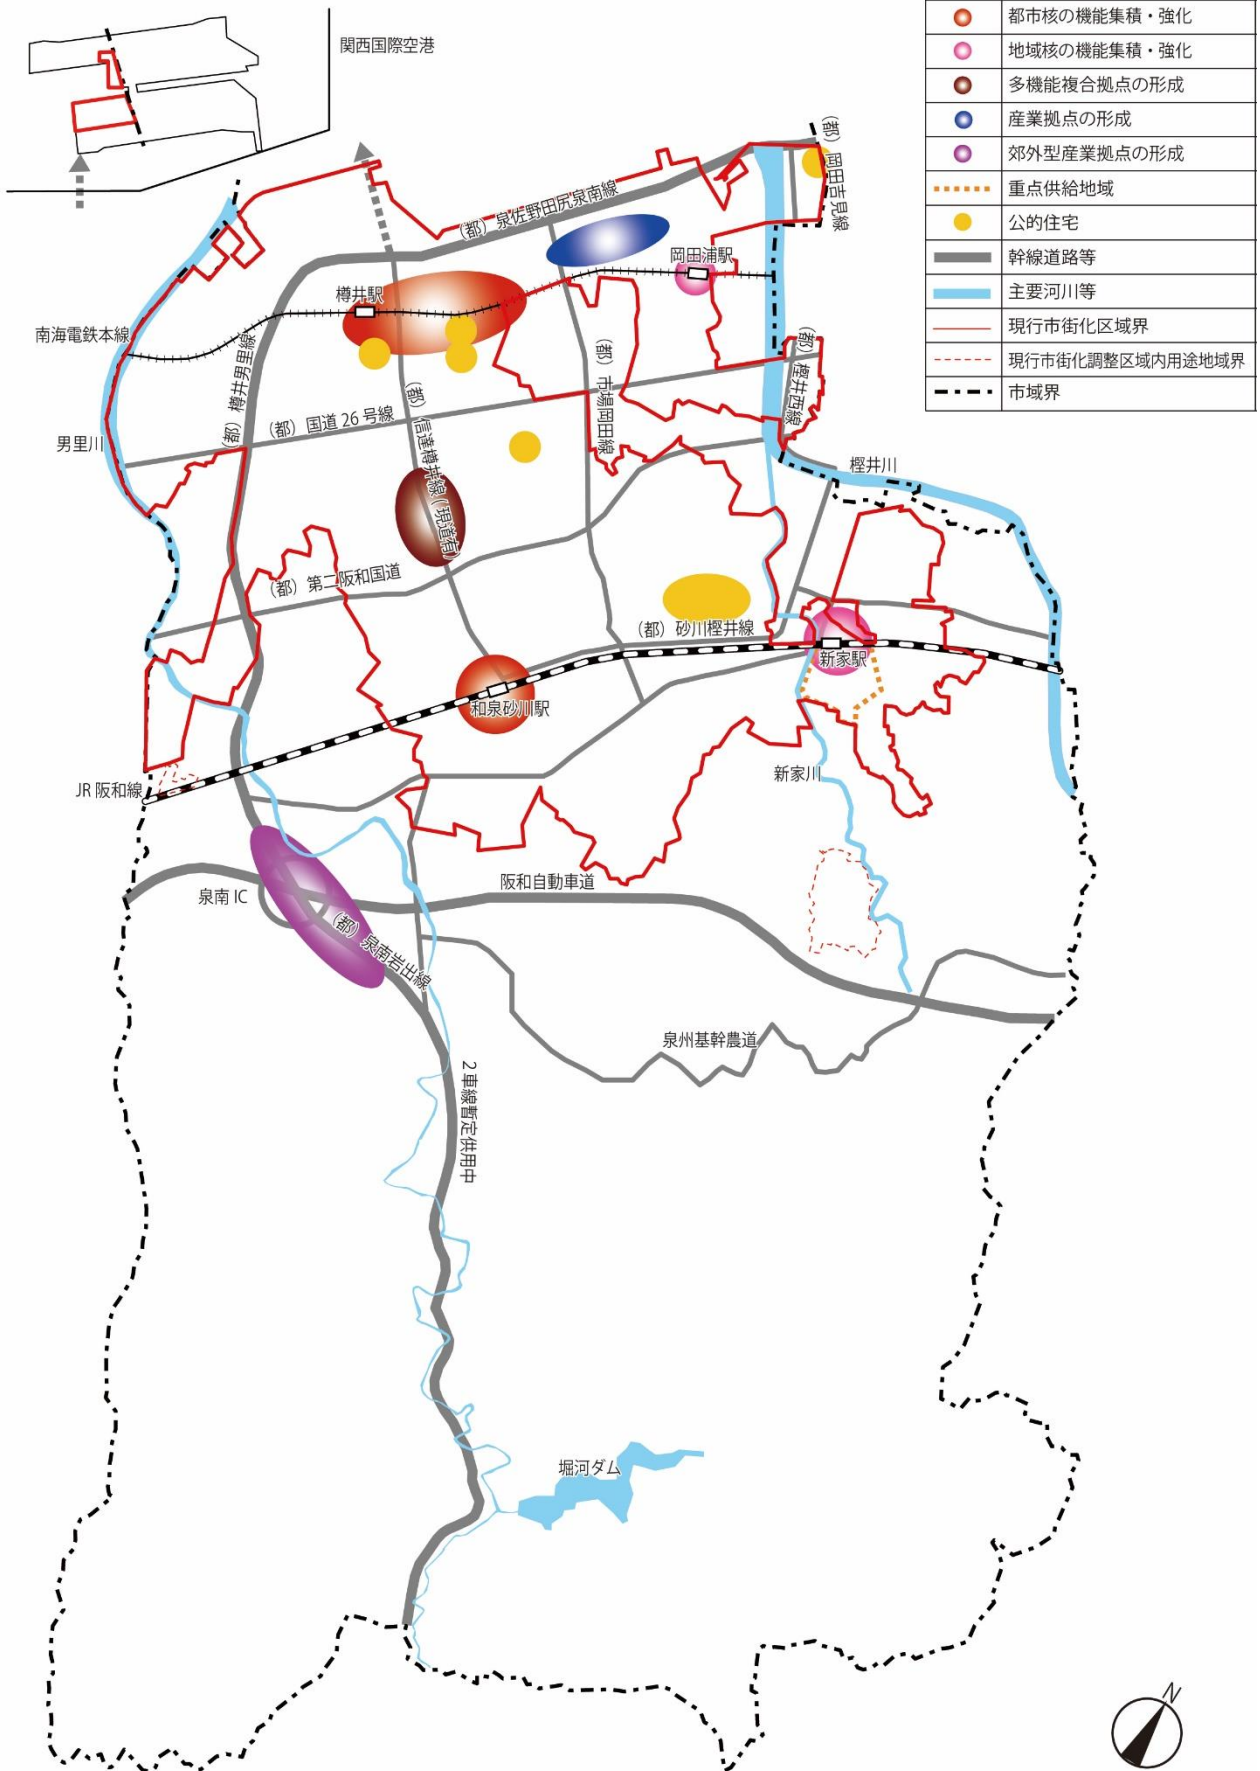 関西国際空港
都市核の機能集積・強化
地域核の機能集積・強化
多機能複合拠点の形成
産業拠点の形成
郊外型産業拠点の形成
重点供給地域
公的住宅
幹線道路等
主要河川等
現行市街化区域界
現行市街化調整区域内用途地域界
市域界
(都)岡田吉見線
(都)泉佐野田尻泉南線
岡田浦駅
樽井駅
南海電鉄本線
(都)樽井男里線
(都)市場岡田線
(都)樫井西線
男里川
(都)国道26号線
(都)信達樽井線(現道有)
樫井川
(都)第二阪和国道
(都)砂川樫井線
新家駅
和泉砂川駅
新家川
JR阪和線
阪和自動車道
泉南IC
(都)泉南岩出線
泉州基幹農道
2車線暫定供用中
堀河ダム
N